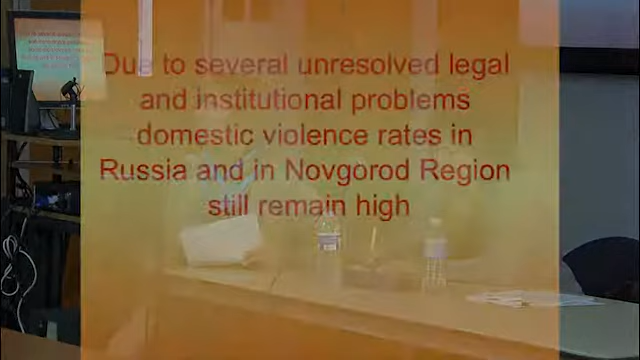 Due to several unresolved legal
and institutional problems
domestic violence rates in
Russia and in Novgorod Region
still remain high